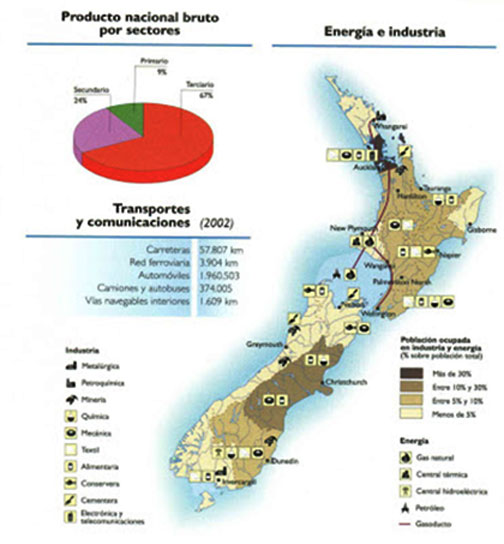 Producto nacional bruto
por sectores
Primario
9%
Secundario
24%
Terciario
67%
Transportes
y comunicaciones (2002)
Carreteras 57.807 km
Red ferroviaria 3.904 km
Automóviles 1.960.503
Camiones y autobuses 374.005
Vías navegables interiores 1.609 km
Industria
Metalúrgica
Petroquímica
Minería
Química
Mecánica
Textil
Alimentaria
Conservera
Cementera
Electrónica y
telecomunicaciones
Energía e industria
Whangarei
Auckland
Hamilton
Tauranga
Gisborne
New Plymouth
Napier
Wanganui
Palmerston North
Nelson
Wellington
Greymouth
Christchurch
Dunedin
Invercargill
Población ocupada
en industria y energía
(% sobre población total)
Más de 30%
Entre 10% y 30%
Entre 5% y 10%
Menos de 5%
Energía
Gas natural
Central térmica
Central hidroeléctrica
Petróleo
Gasoducto